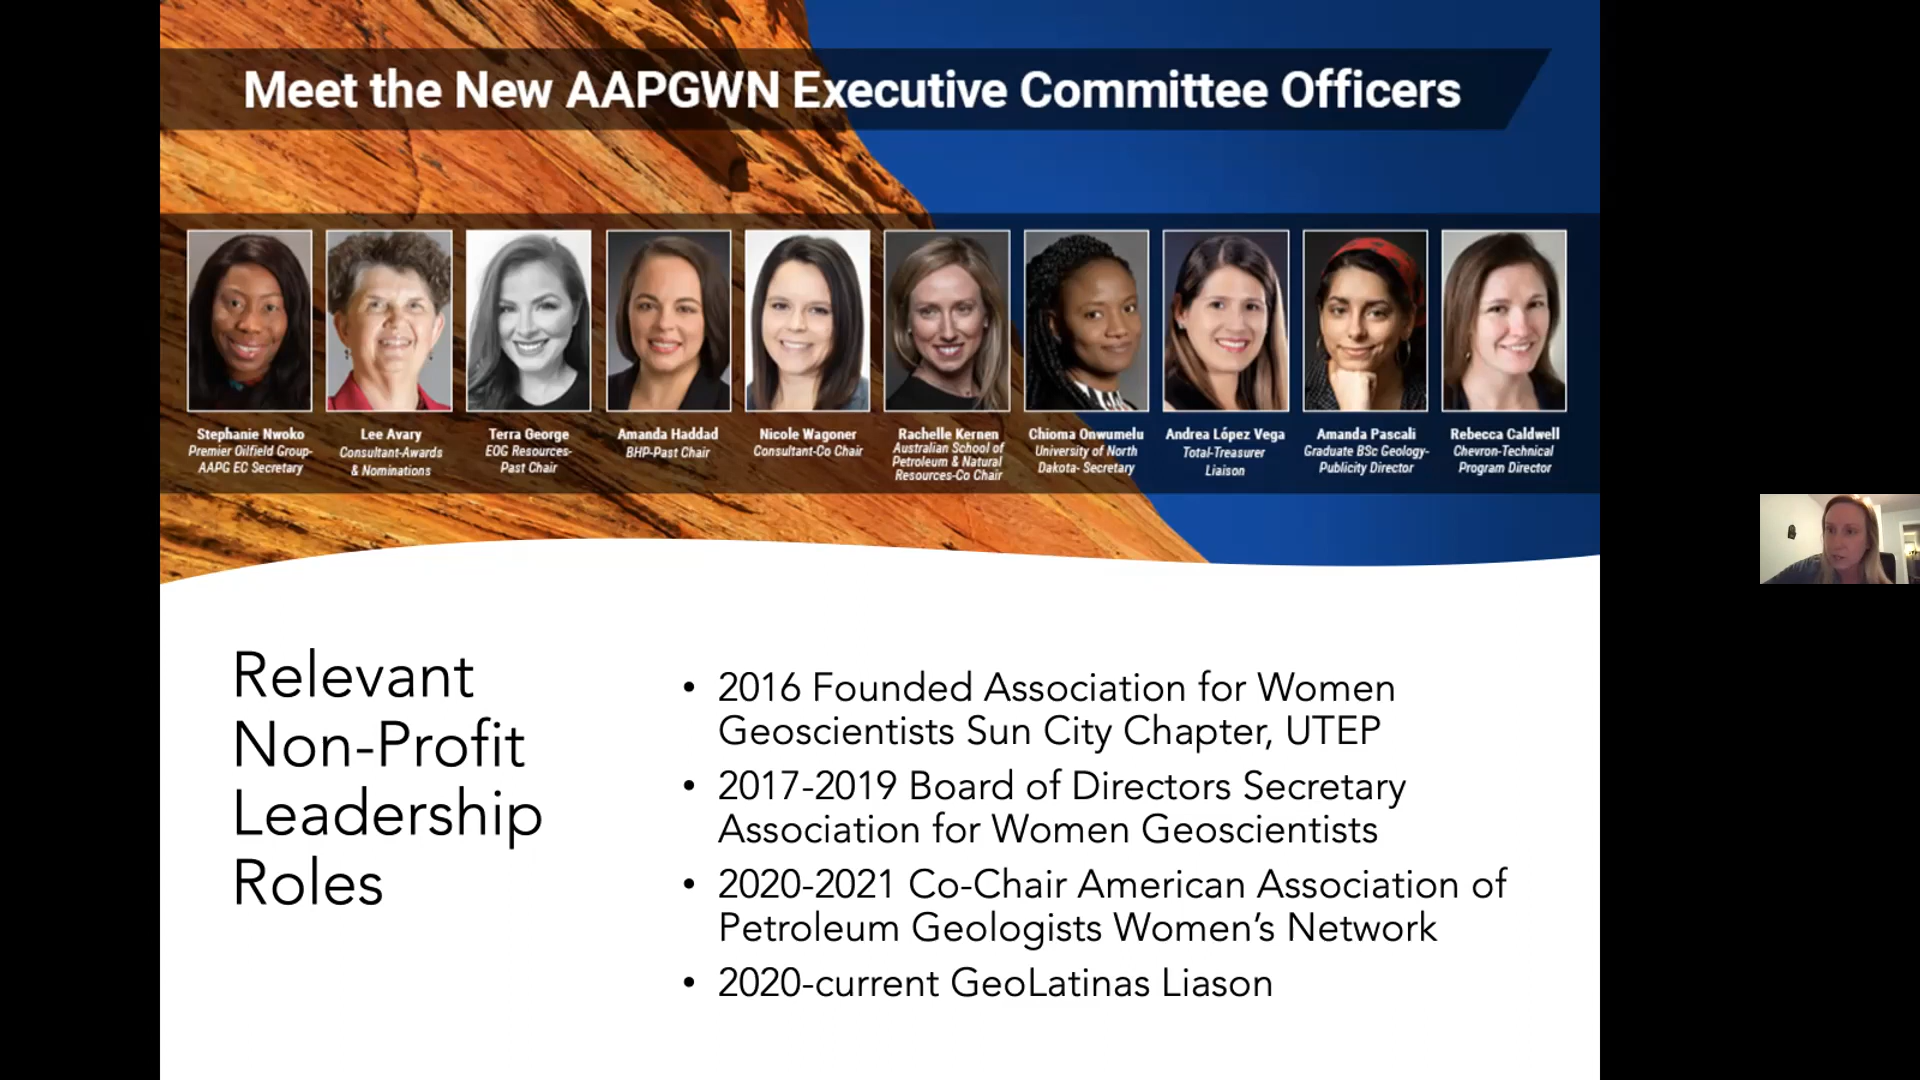 Meet the New AAPGWN Executive Committee Officers
Stephanie Nwoko
Premier Oilfield Group-
AAPG EC Secretary
Lee Avary
Consultant-Awards
& Nominations
Terra George
EOG Resources-
Past Chair
Amanda Haddad
BHP-Past Chair
Nicole Wagoner
Consultant-Co Chair
Rachelle Kernen
Australian School of
Petroleum & Natural
Resources-Co Chair
Chioma Onwumelu
University of North
Dakota- Secretary
Andrea López Vega
Total-Treasurer
Liaison
Amanda Pascali
Graduate BSc Geology-
Publicity Director
Rebecca Caldwell
Chevron-Technical
Program Director
Relevant
Non-Profit
Leadership
Roles
• 2016 Founded Association for Women
Geoscientists Sun City Chapter, UTEP
• 2017-2019 Board of Directors Secretary
Association for Women Geoscientists
• 2020-2021 Co-Chair American Association of
Petroleum Geologists Women’s Network
• 2020-current GeoLatinas Liason